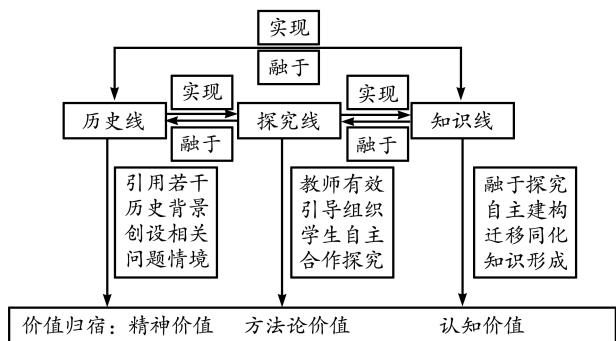 实现
融于
实现
实现
历史线
探究线
知识线
融于
融于
引用若干
历史背景
创设相关
问题情境
教师有效
引导组织
学生自主
合作探究
融于探究
自主建构
迁移同化
知识形成
价值归宿：精神价值 方法论价值 认知价值